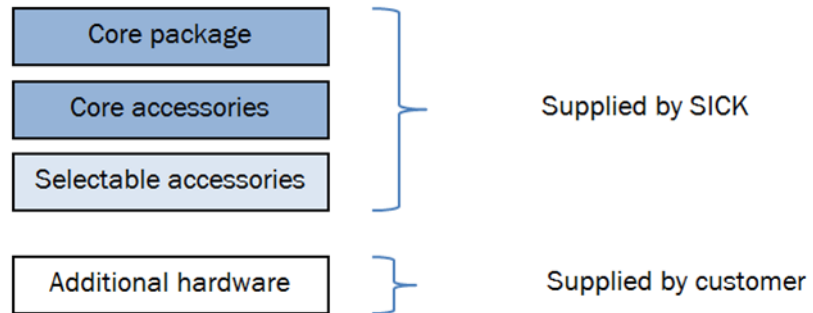 Core package
Core accessories
Supplied by SICK
Selectable accessories
Additional hardware
Supplied by customer